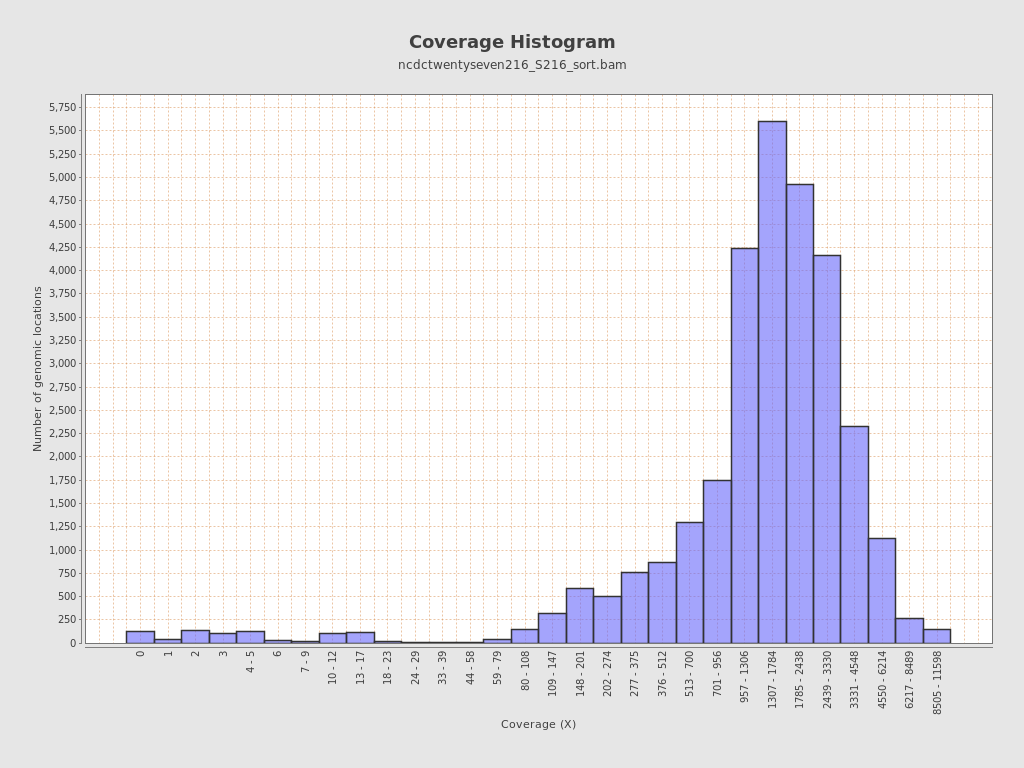 Coverage Histogram
ncdctwentyseven216_S216_sort.bam
Number of genomic locations
5,750
5,500
5,250
5,000
4,750
4,500
4,250
4,000
3,750
3,500
3,250
3,000
2,750
2,500
2,250
2,000
1,750
1,500
1,250
1,000
750
500
250
0
0
1
2
3
4 - 5
6
7 - 9
10 - 12
13 - 17
18 - 23
24 - 29
33 - 39
44 - 58
59 - 79
80 - 108
109 - 147
148 - 201
202 - 274
277 - 375
376 - 512
513 - 700
701 - 956
957 - 1306
1307 - 1784
1785 - 2438
2439 - 3330
3331 - 4548
4550 - 6214
6217 - 8489
8505 - 11598
Coverage (X)